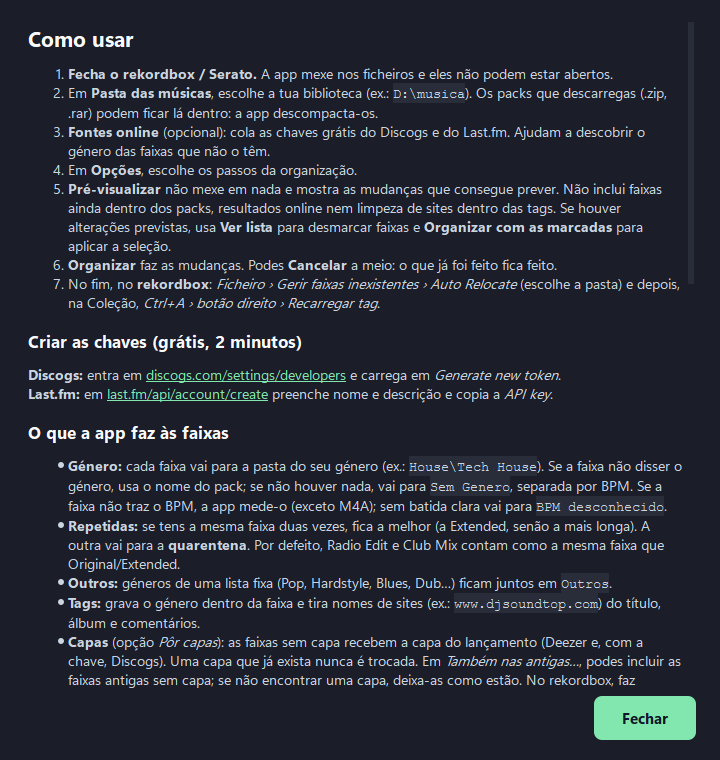 Como usar
1. Fecha o rekordbox / Serato. A app mexe nos ficheiros e eles não podem estar abertos.
2. Em Pasta das músicas, escolhe a tua biblioteca (ex.: D:\musica). Os packs que descarregas (.zip,
.rar) podem ficar lá dentro: a app descompacta-os.
3. Fontes online (opcional): cola as chaves grátis do Discogs e do Last.fm. Ajudam a descobrir o
género das faixas que não o têm.
4. Em Opções, escolhe os passos da organização.
5. Pré-visualizar não mexe em nada e mostra as mudanças que consegue prever. Não inclui faixas
ainda dentro dos packs, resultados online nem limpeza de sites dentro das tags. Se houver
alterações previstas, usa Ver lista para desmarcar faixas e Organizar com as marcadas para
aplicar a seleção.
6. Organizar faz as mudanças. Podes Cancelar a meio: o que já foi feito fica feito.
7. No fim, no rekordbox: Ficheiro › Gerir faixas inexistentes › Auto Relocate (escolhe a pasta) e depois,
na Coleção, Ctrl+A › botão direito › Recarregar tag.
Criar as chaves (grátis, 2 minutos)
Discogs: entra em discogs.com/settings/developers e carrega em Generate new token.
Last.fm: em last.fm/api/account/create preenche nome e descrição e copia a API key.
O que a app faz às faixas
• Género: cada faixa vai para a pasta do seu género (ex.: House\Tech House). Se a faixa não disser o
género, usa o nome do pack; se não houver nada, vai para Sem Genero, separada por BPM. Se a
faixa não traz o BPM, a app mede-o (exceto M4A); sem batida clara vai para BPM desconhecido.
• Repetidas: se tens a mesma faixa duas vezes, fica a melhor (a Extended, senão a mais longa). A
outra vai para a quarentena. Por defeito, Radio Edit e Club Mix contam como a mesma faixa que
Original/Extended.
• Outros: géneros de uma lista fixa (Pop, Hardstyle, Blues, Dub…) ficam juntos em Outros.
• Tags: grava o género dentro da faixa e tira nomes de sites (ex.: www.djsoundtop.com) do título,
álbum e comentários.
• Capas (opção Pôr capas): as faixas sem capa recebem a capa do lançamento (Deezer e, com a
chave, Discogs). Uma capa que já exista nunca é trocada. Em Também nas antigas…, podes incluir as
faixas antigas sem capa; se não encontrar uma capa, deixa-as como estão. No rekordbox, faz
Fechar